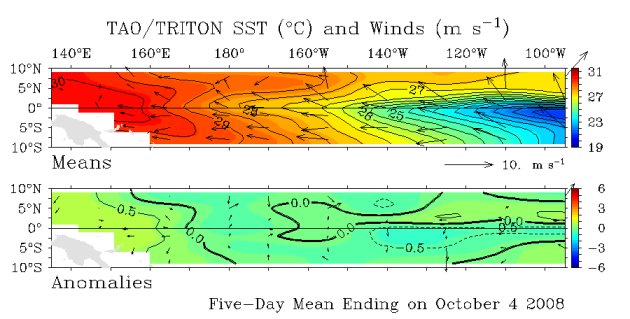 TAO/TRITON SST (°C) and Winds (m s⁻¹)
140°E 160°E 180° 160°W 140°W 120°W 100°W
10°N
5°N
0°
5°S
10°S
30 29 28 27 26 25
31
27
23
19
Means
10. m s⁻¹
10°N
5°N
0°
5°S
10°S
0.5 0.0 0.0 0.0 0.0 -0.5
6
3
0
−3
−6
Anomalies
Five-Day Mean Ending on October 4 2008